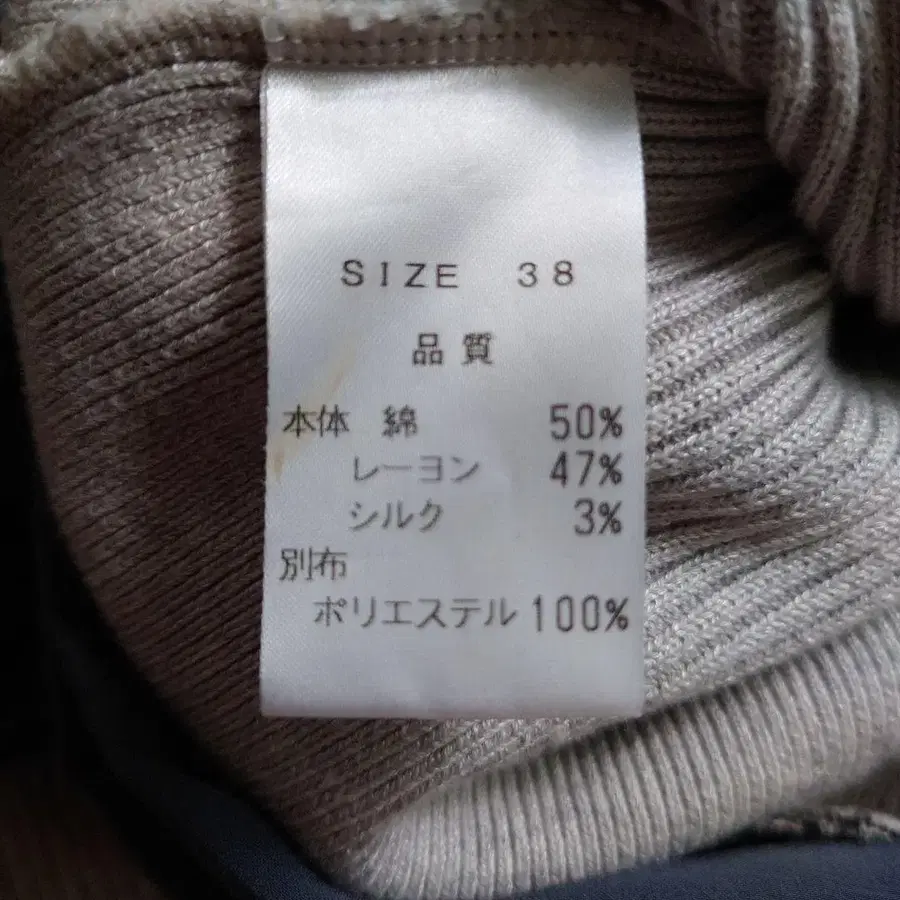 SIZE 38
品質
本体 綿 50%
レーヨン 47%
シルク 3%
別布
ポリエステル 100%